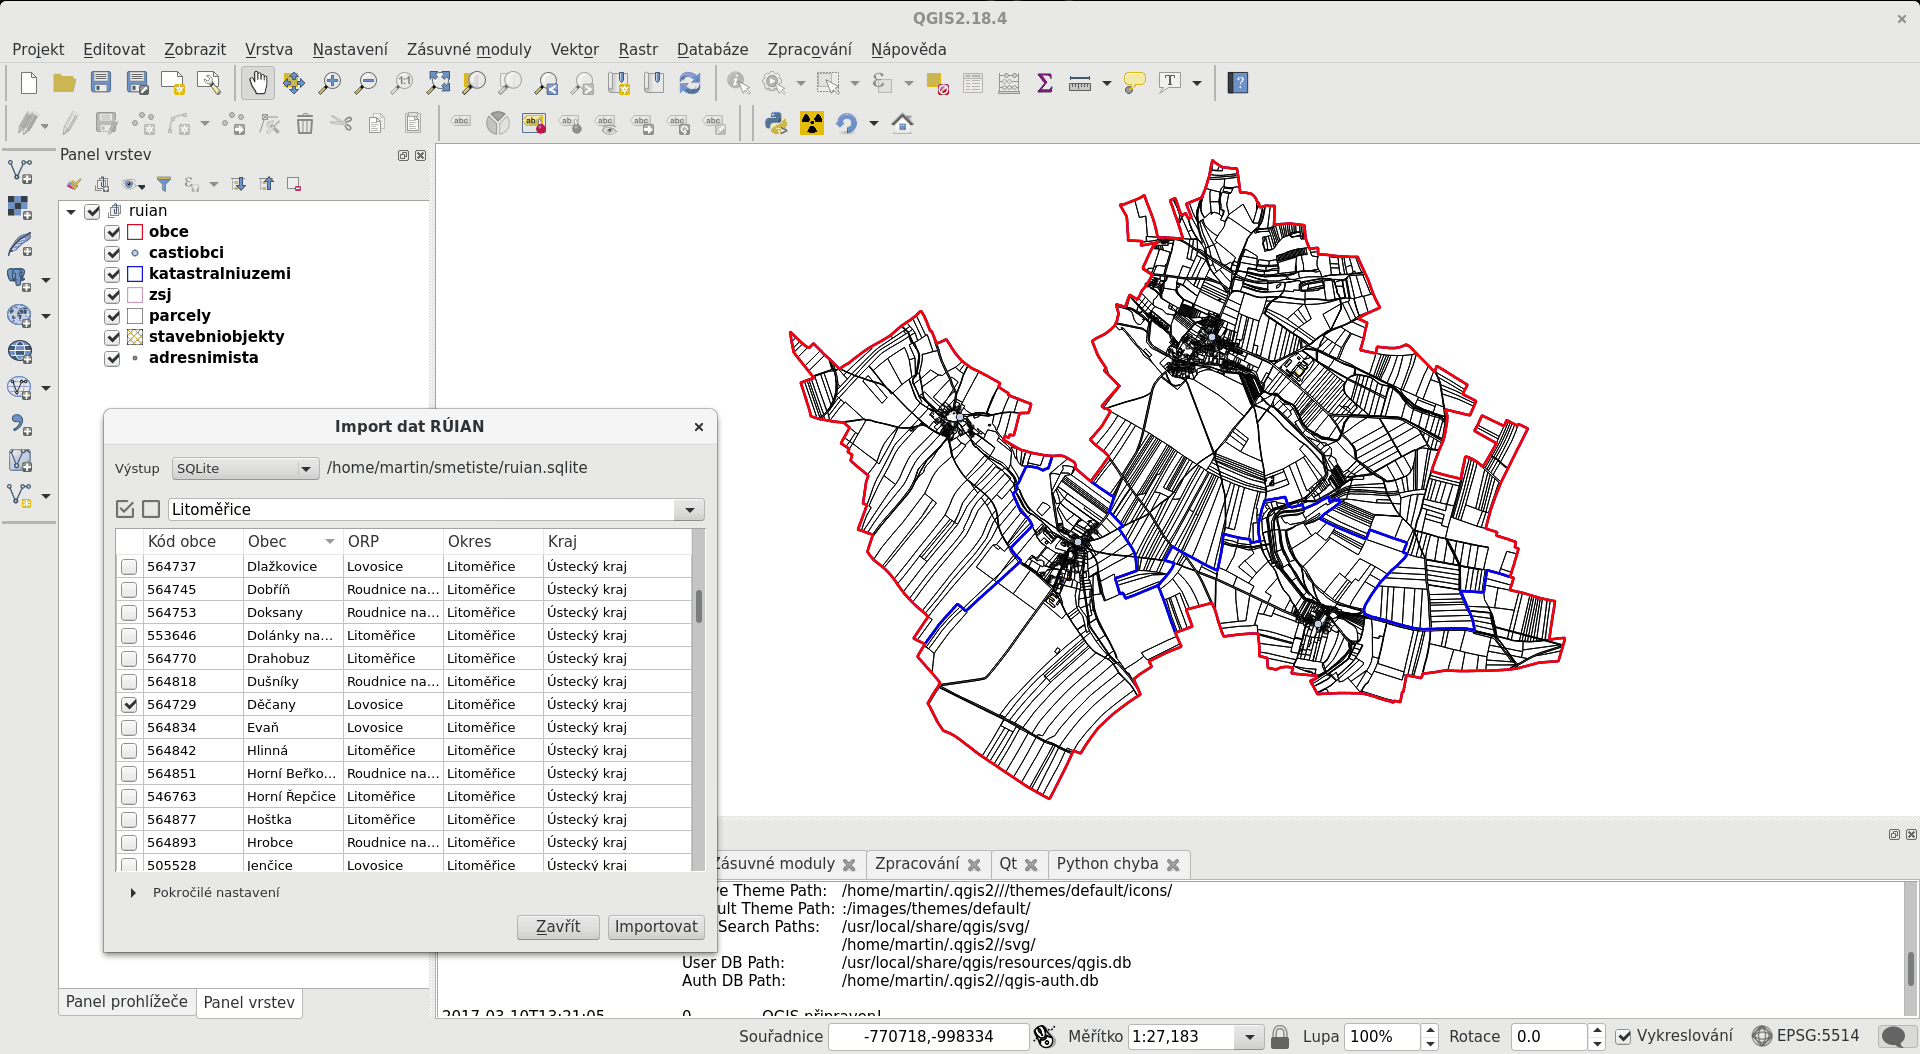 QGIS2.18.4
Projekt Editovat Zobrazit Vrstva Nastavení Zásuvné moduly Vektor Rastr Databáze Zpracování Nápověda
Panel vrstev
ruian
obce
castiobci
katastralniuzemi
zsj
parcely
stavebniobjekty
adresnimista
Import dat RÚIAN
Výstup SQLite /home/martin/smetiste/ruian.sqlite
Litoměřice
Kód obce Obec ORP Okres Kraj
564737 Dlažkovice Lovosice Litoměřice Ústecký kraj
564745 Dobříň Roudnice na... Litoměřice Ústecký kraj
564753 Doksany Roudnice na... Litoměřice Ústecký kraj
553646 Dolánky na... Litoměřice Litoměřice Ústecký kraj
564770 Drahobuz Litoměřice Litoměřice Ústecký kraj
564818 Dušníky Roudnice na... Litoměřice Ústecký kraj
564729 Děčany Lovosice Litoměřice Ústecký kraj
564834 Evaň Lovosice Litoměřice Ústecký kraj
564842 Hlinná Litoměřice Litoměřice Ústecký kraj
564851 Horní Beřko... Roudnice na... Litoměřice Ústecký kraj
546763 Horní Řepčice Litoměřice Litoměřice Ústecký kraj
564877 Hoštka Litoměřice Litoměřice Ústecký kraj
564893 Hrobce Roudnice na... Litoměřice Ústecký kraj
505528 Jenčice Lovosice Litoměřice Ústecký kraj
Pokročilé nastavení
Zavřít Importovat
Zásuvné moduly Zpracování Qt Python chyba
ve Theme Path: /home/martin/.qgis2///themes/default/icons/
ult Theme Path: :/images/themes/default/
Search Paths: /usr/local/share/qgis/svg/
/home/martin/.qgis2//svg/
User DB Path: /usr/local/share/qgis/resources/qgis.db
Auth DB Path: /home/martin/.qgis2//qgis-auth.db
2017-03-10T13:21:05 0 QGIS připraven!
Panel prohlížeče Panel vrstev
Souřadnice -770718,-998334 Měřítko 1:27,183 Lupa 100% Rotace 0.0 Vykreslování EPSG:5514